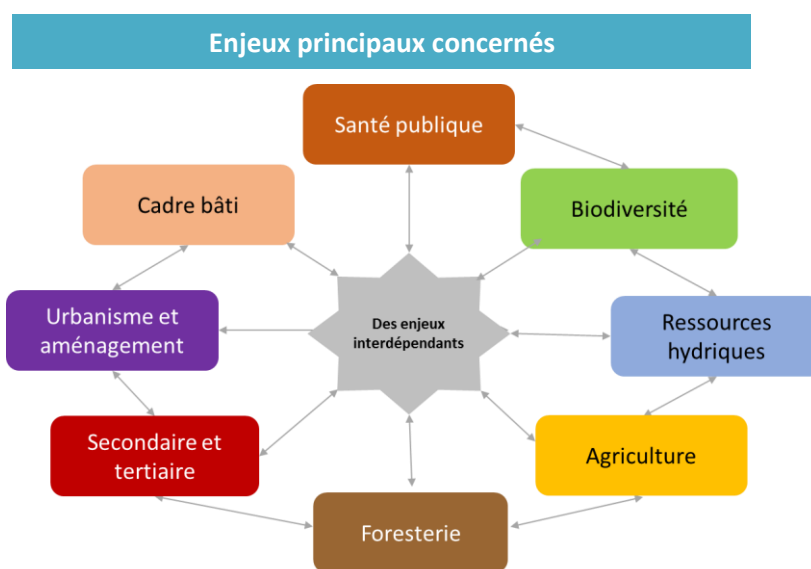 Enjeux principaux concernés
Santé publique
Cadre bâti
Biodiversité
Urbanisme et
aménagement
Des enjeux
interdépendants
Ressources
hydriques
Secondaire et
tertiaire
Agriculture
Foresterie